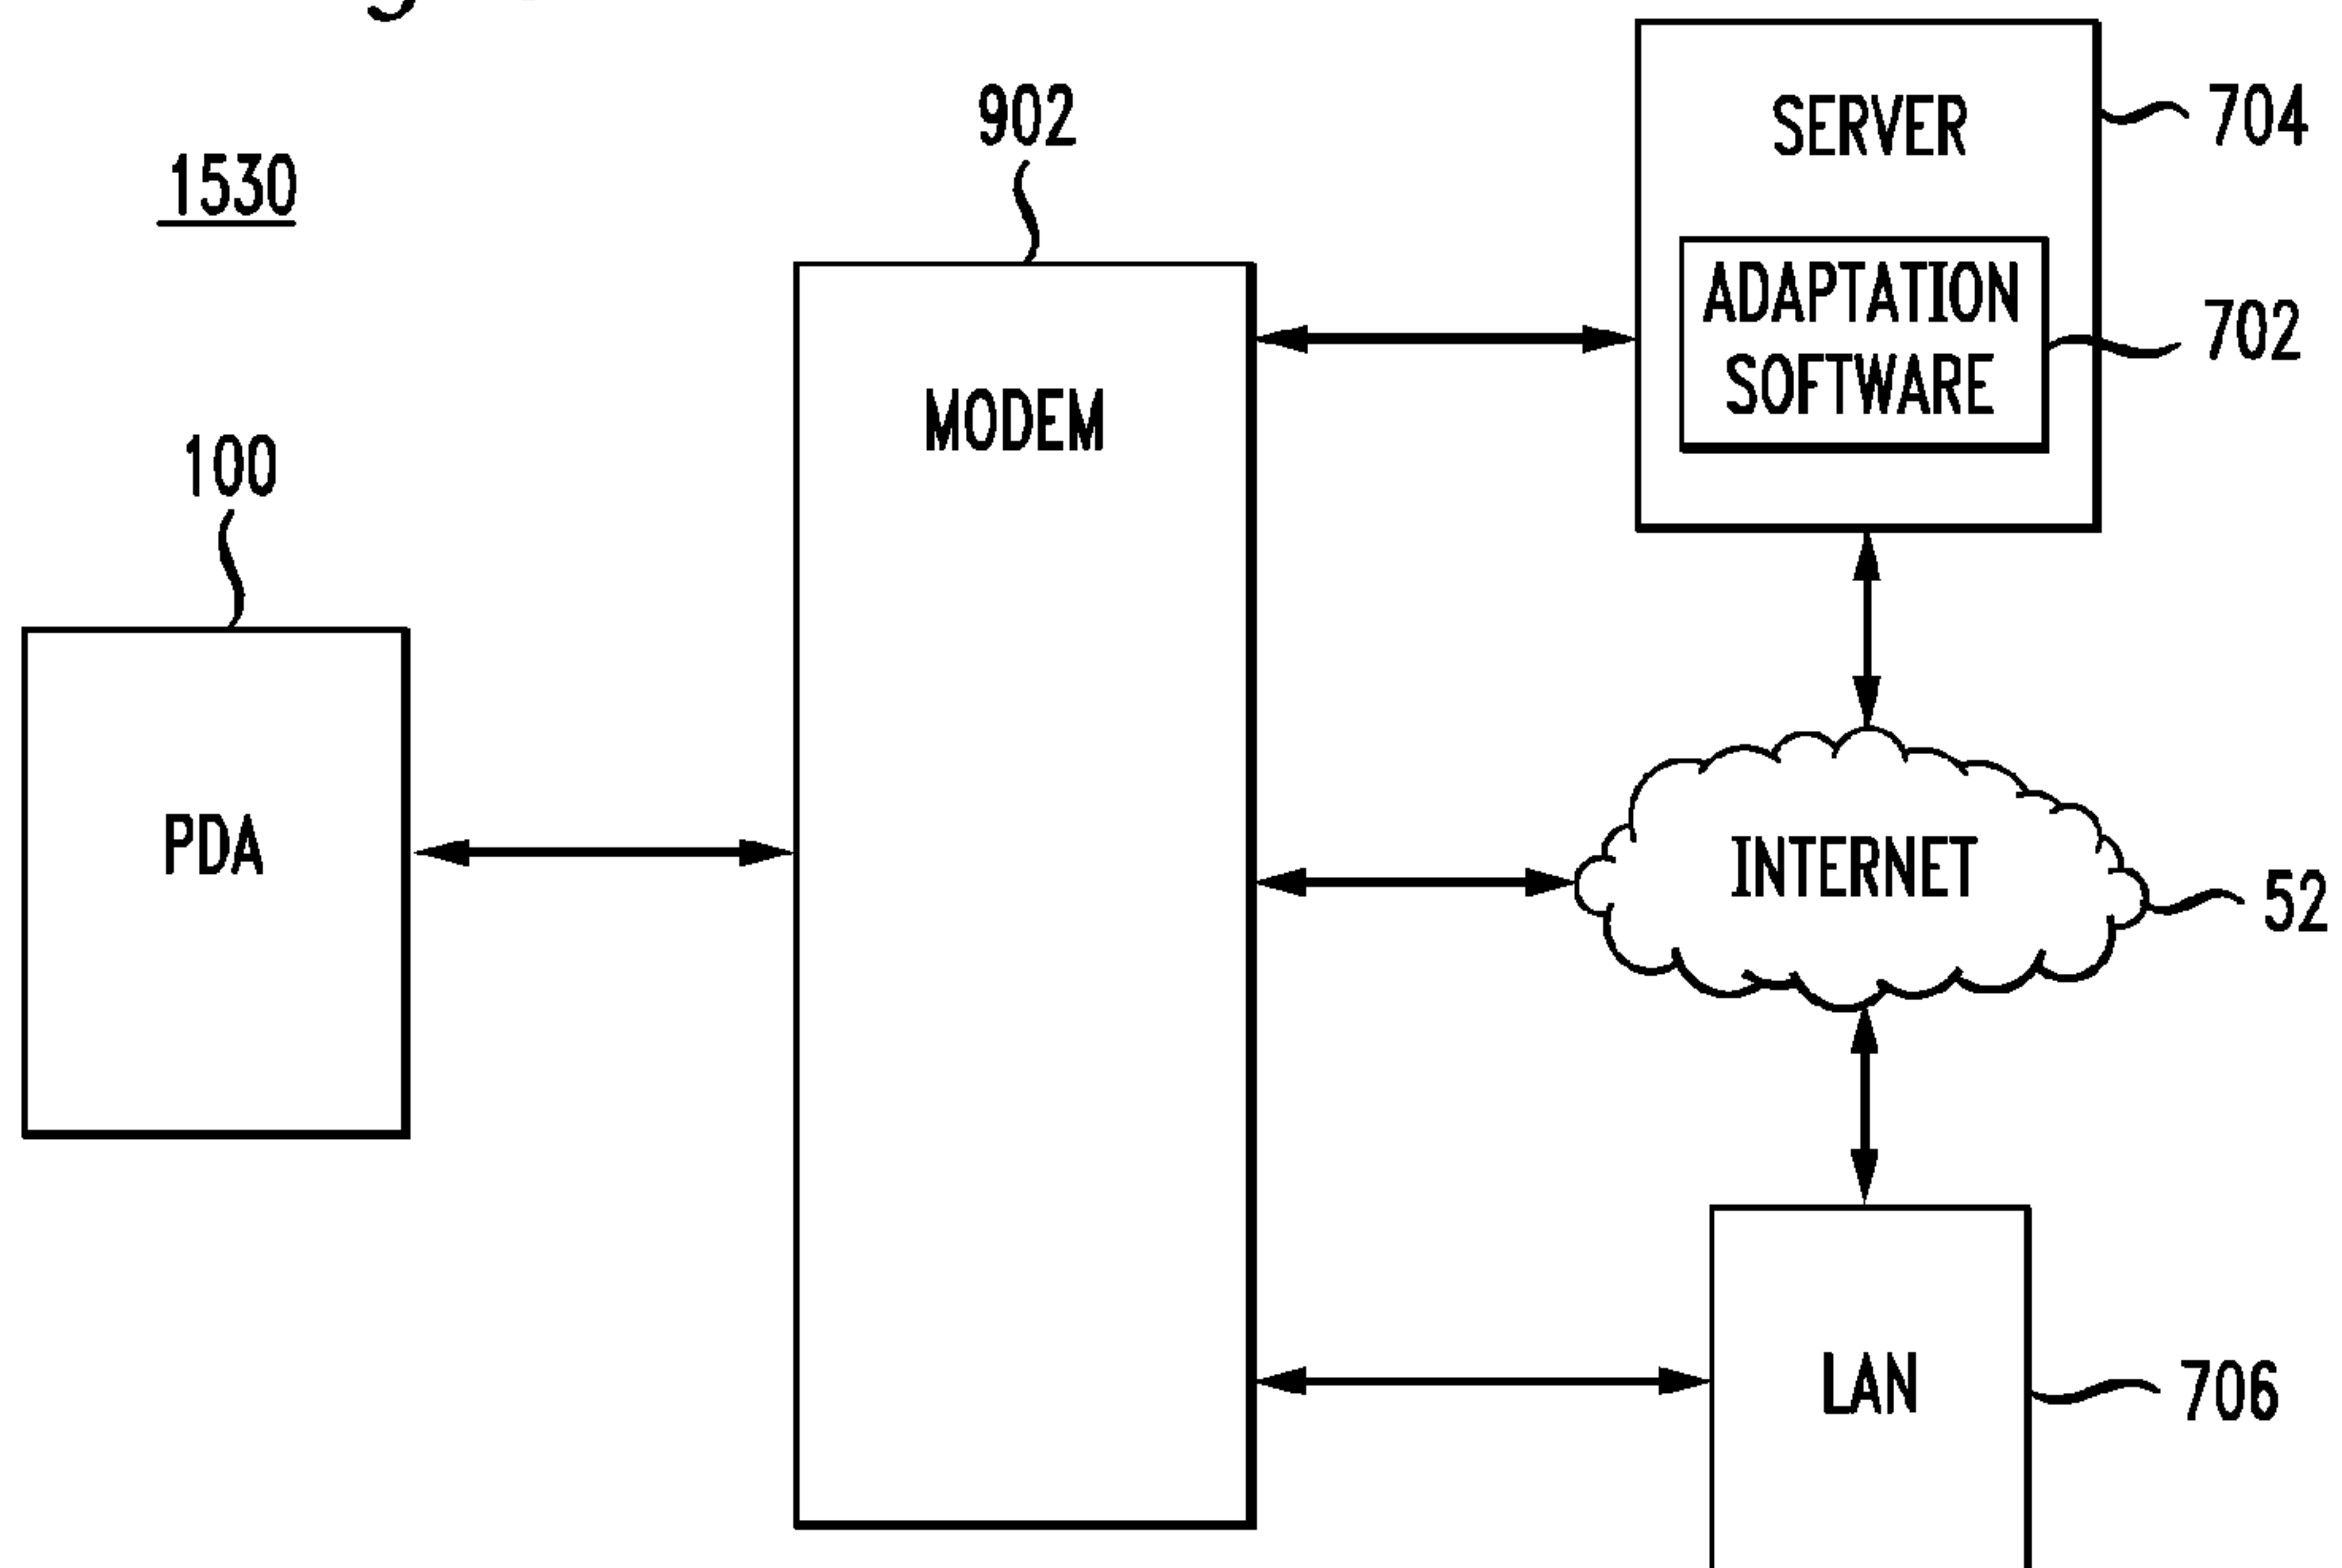 1530
902
SERVER
704
ADAPTATION
SOFTWARE
702
100
MODEM
PDA
INTERNET
52
LAN
706